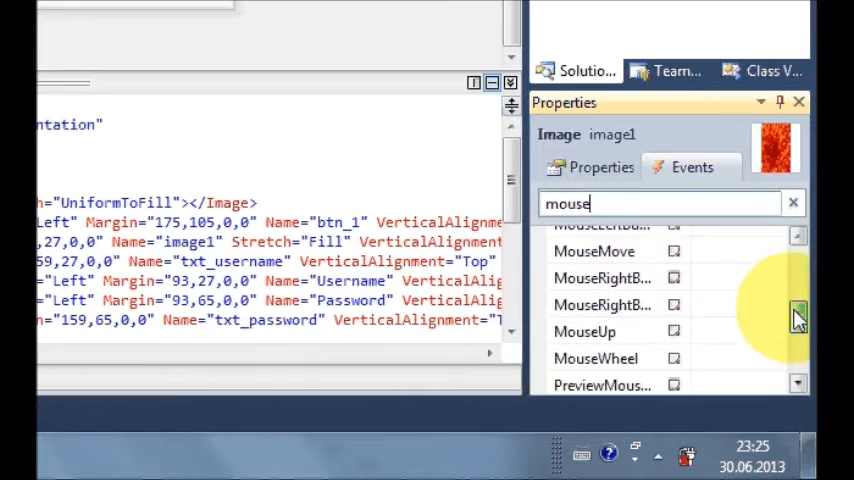 Solutio...
Team...
Class V...
Properties
Image image1
Properties
Events
mouse
MouseMove
MouseRightB...
MouseRightB...
MouseUp
MouseWheel
PreviewMous...
ntation"
ch="UniformToFill"></Image>
Left" Margin="175,105,0,0" Name="btn_1" VerticalAlignme
,27,0,0" Name="image1" Stretch="Fill" VerticalAlignment
59,27,0,0" Name="txt_username" VerticalAlignment="Top"
="Left" Margin="93,27,0,0" Name="Username" VerticalAlignm
="Left" Margin="93,65,0,0" Name="Password" VerticalAlignm
n="159,65,0,0" Name="txt_password" VerticalAlignment="T
23:25
30.06.2013